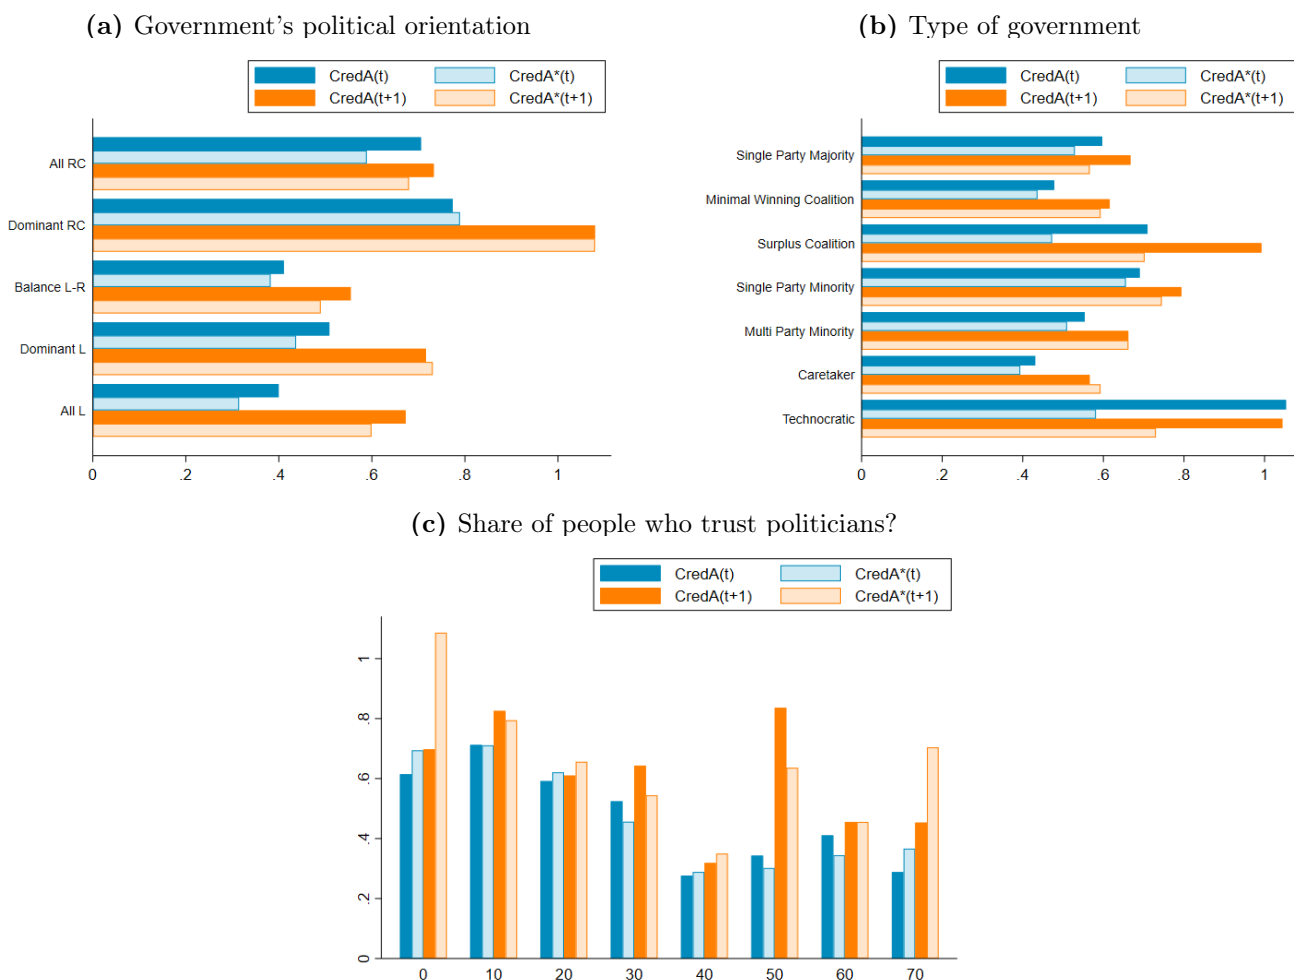 (a) Government's political orientation
CredA(t) CredA*(t)
CredA(t+1) CredA*(t+1)
All RC
Dominant RC
Balance L-R
Dominant L
All L
0 .2 .4 .6 .8 1
(b) Type of government
CredA(t) CredA*(t)
CredA(t+1) CredA*(t+1)
Single Party Majority
Minimal Winning Coalition
Surplus Coalition
Single Party Minority
Multi Party Minority
Caretaker
Technocratic
0 .2 .4 .6 .8 1
(c) Share of people who trust politicians?
CredA(t) CredA*(t)
CredA(t+1) CredA*(t+1)
1
.8
.6
.4
.2
0
0 10 20 30 40 50 60 70